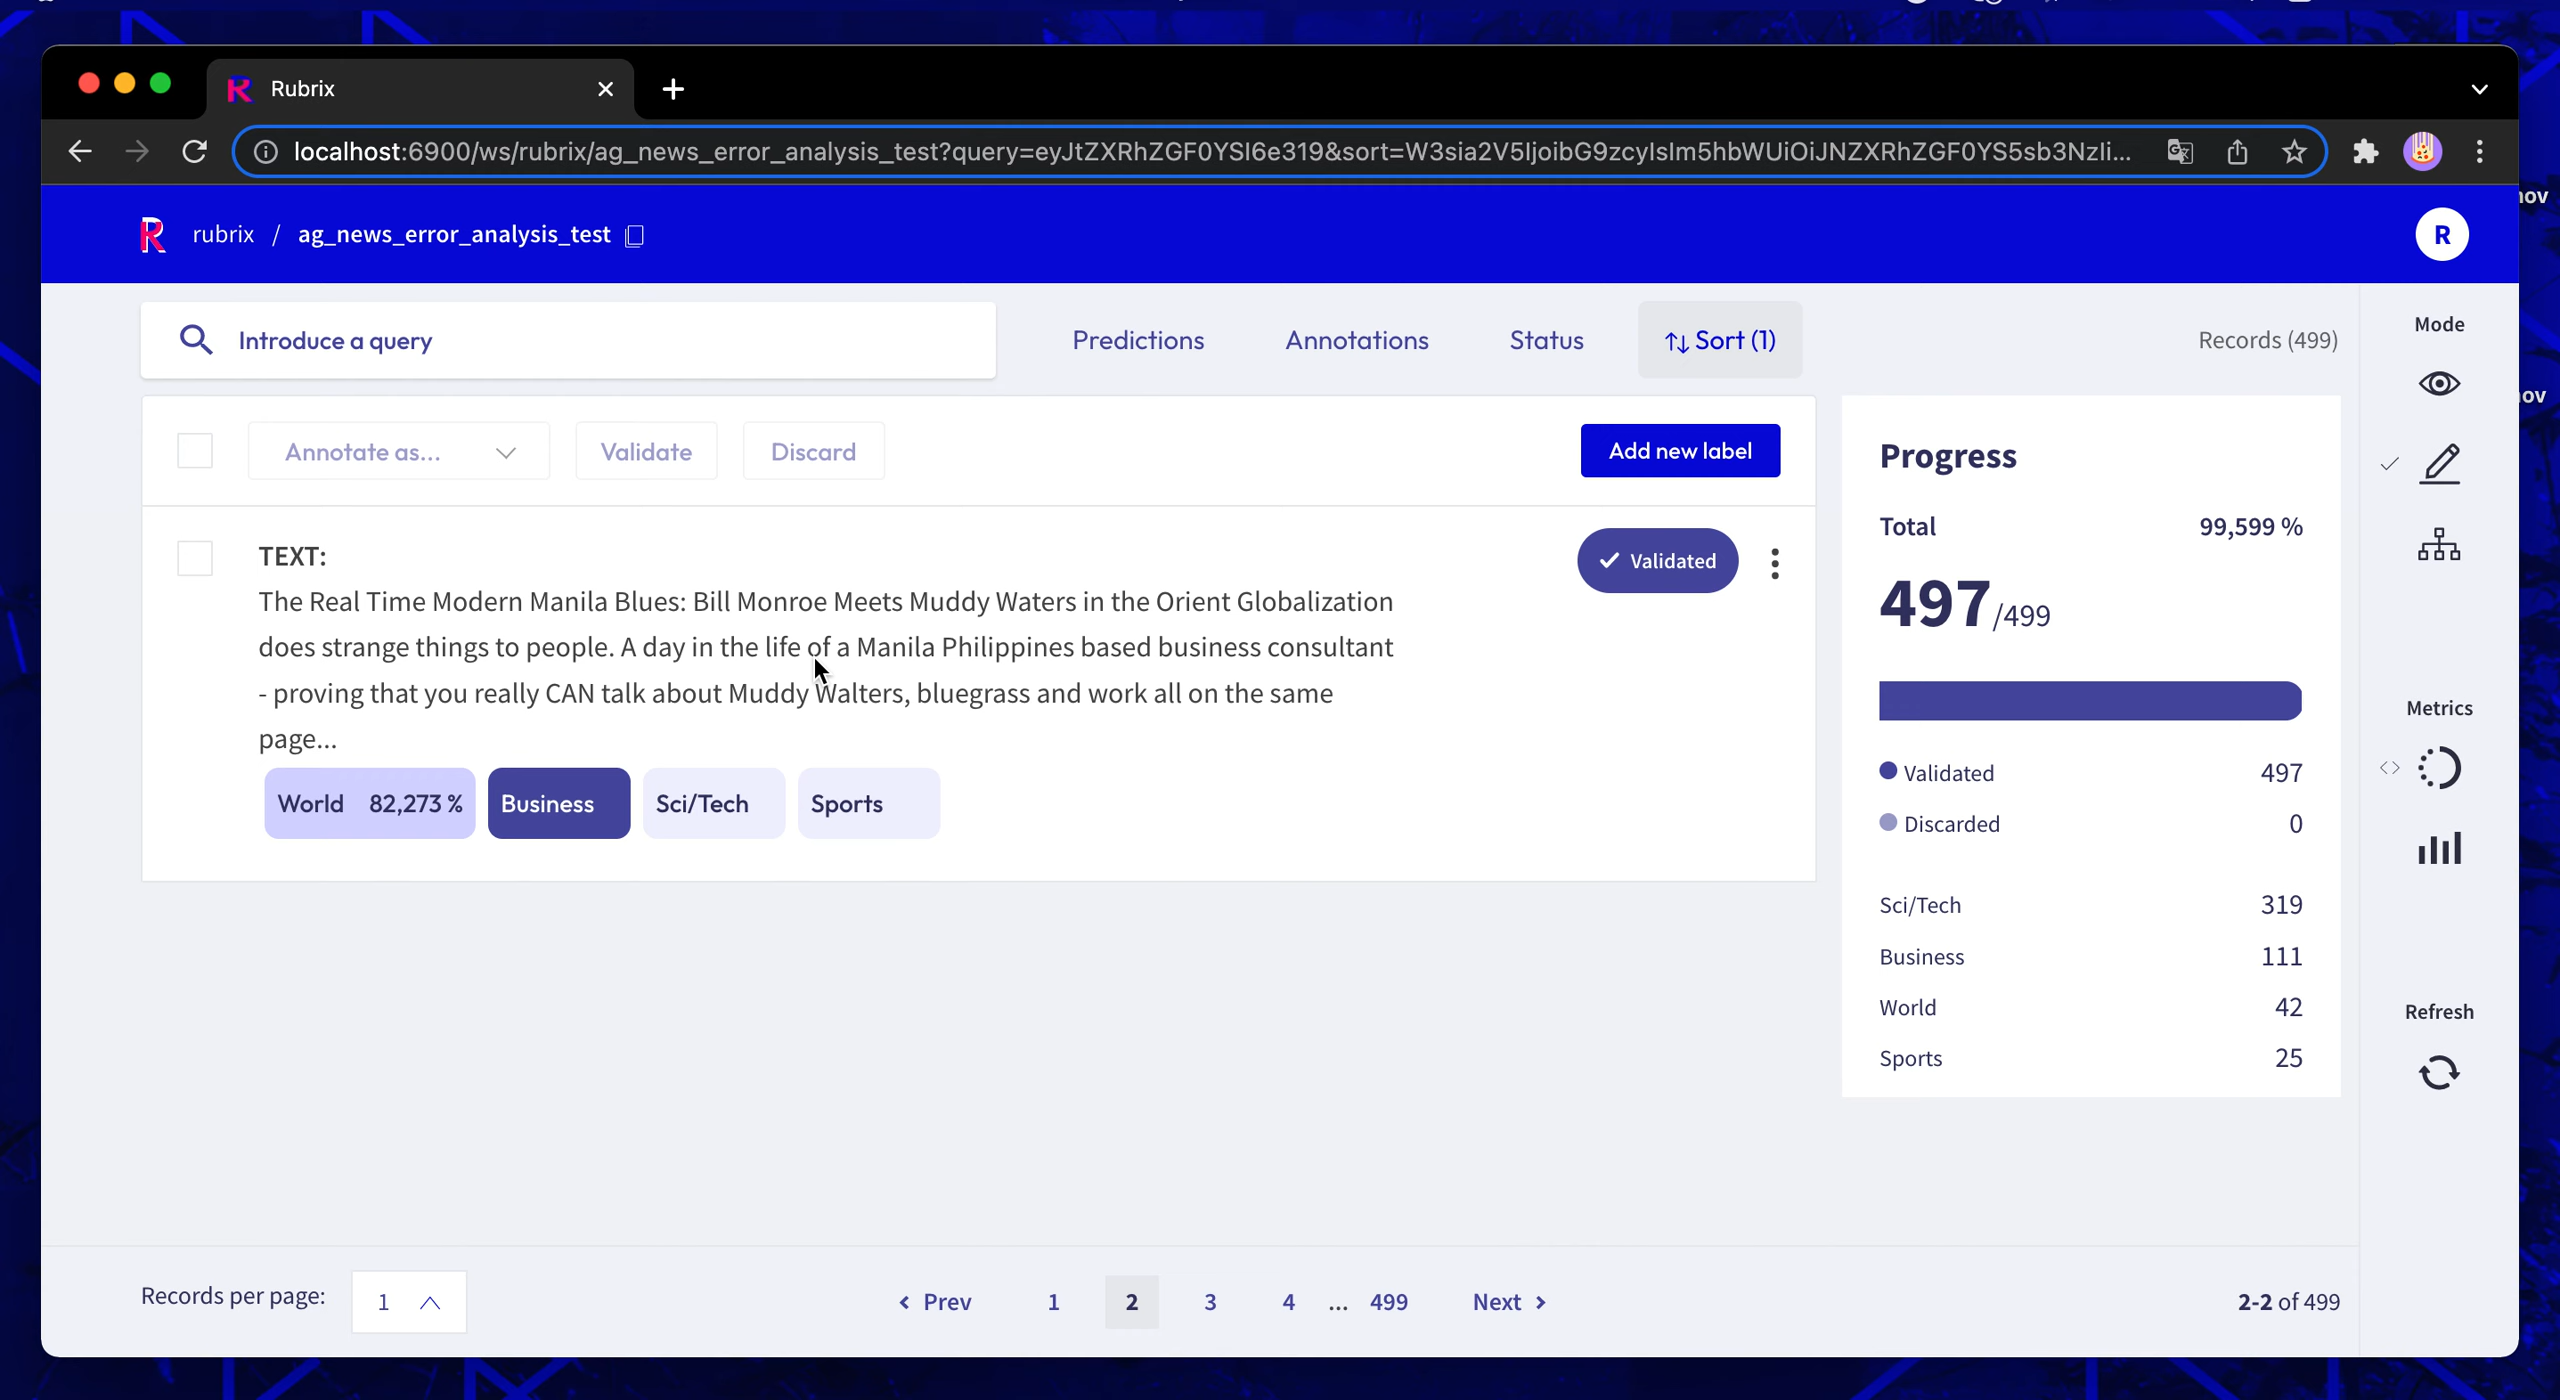 Rubrix
localhost:6900/ws/rubrix/ag_news_error_analysis_test?query=eyJtZXRhZGF0YSI6e319&sort=W3sia2V5IjoibG9zcyIsIm5hbWUiOiJNZXRhZGF0YS5sb3NzIi...
R rubrix / ag_news_error_analysis_test
R
Introduce a query
Predictions
Annotations
Status
Sort (1)
Records (499)
Mode
Annotate as...
Validate
Discard
Add new label
TEXT:
Validated
The Real Time Modern Manila Blues: Bill Monroe Meets Muddy Waters in the Orient Globalization
does strange things to people. A day in the life of a Manila Philippines based business consultant
- proving that you really CAN talk about Muddy Walters, bluegrass and work all on the same
page...
World 82,273 %
Business
Sci/Tech
Sports
Progress
Total 99,599 %
497/499
Validated 497
Discarded 0
Sci/Tech 319
Business 111
World 42
Sports 25
Metrics
Refresh
Records per page: 1
Prev 1 2 3 4 ... 499 Next
2-2 of 499